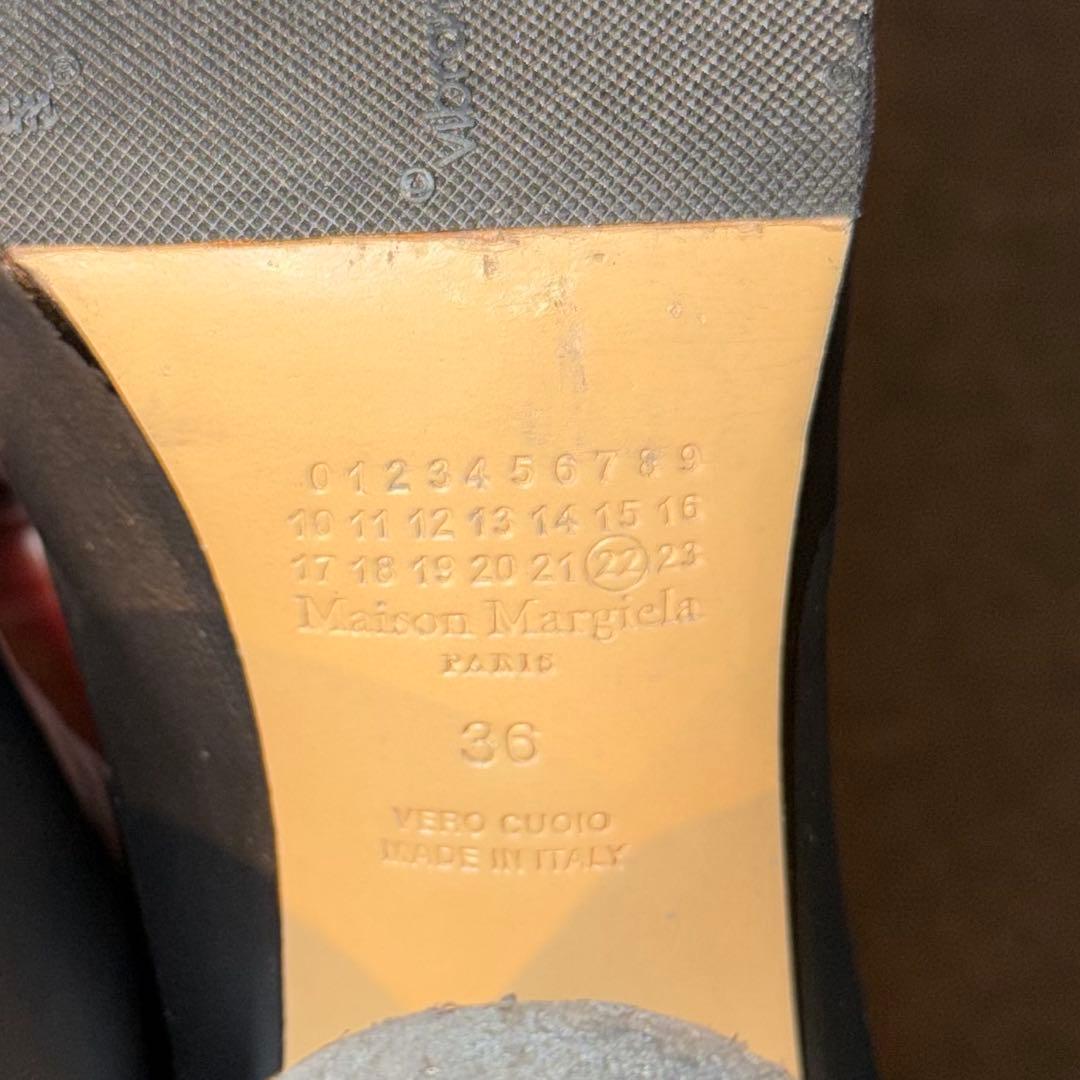 0 1 2 3 4 5 6 7 8 9
10 11 12 13 14 15 16
17 18 19 20 21 22 23
Maison Margiela
PARIS
36
VERO CUOIO
MADE IN ITALY